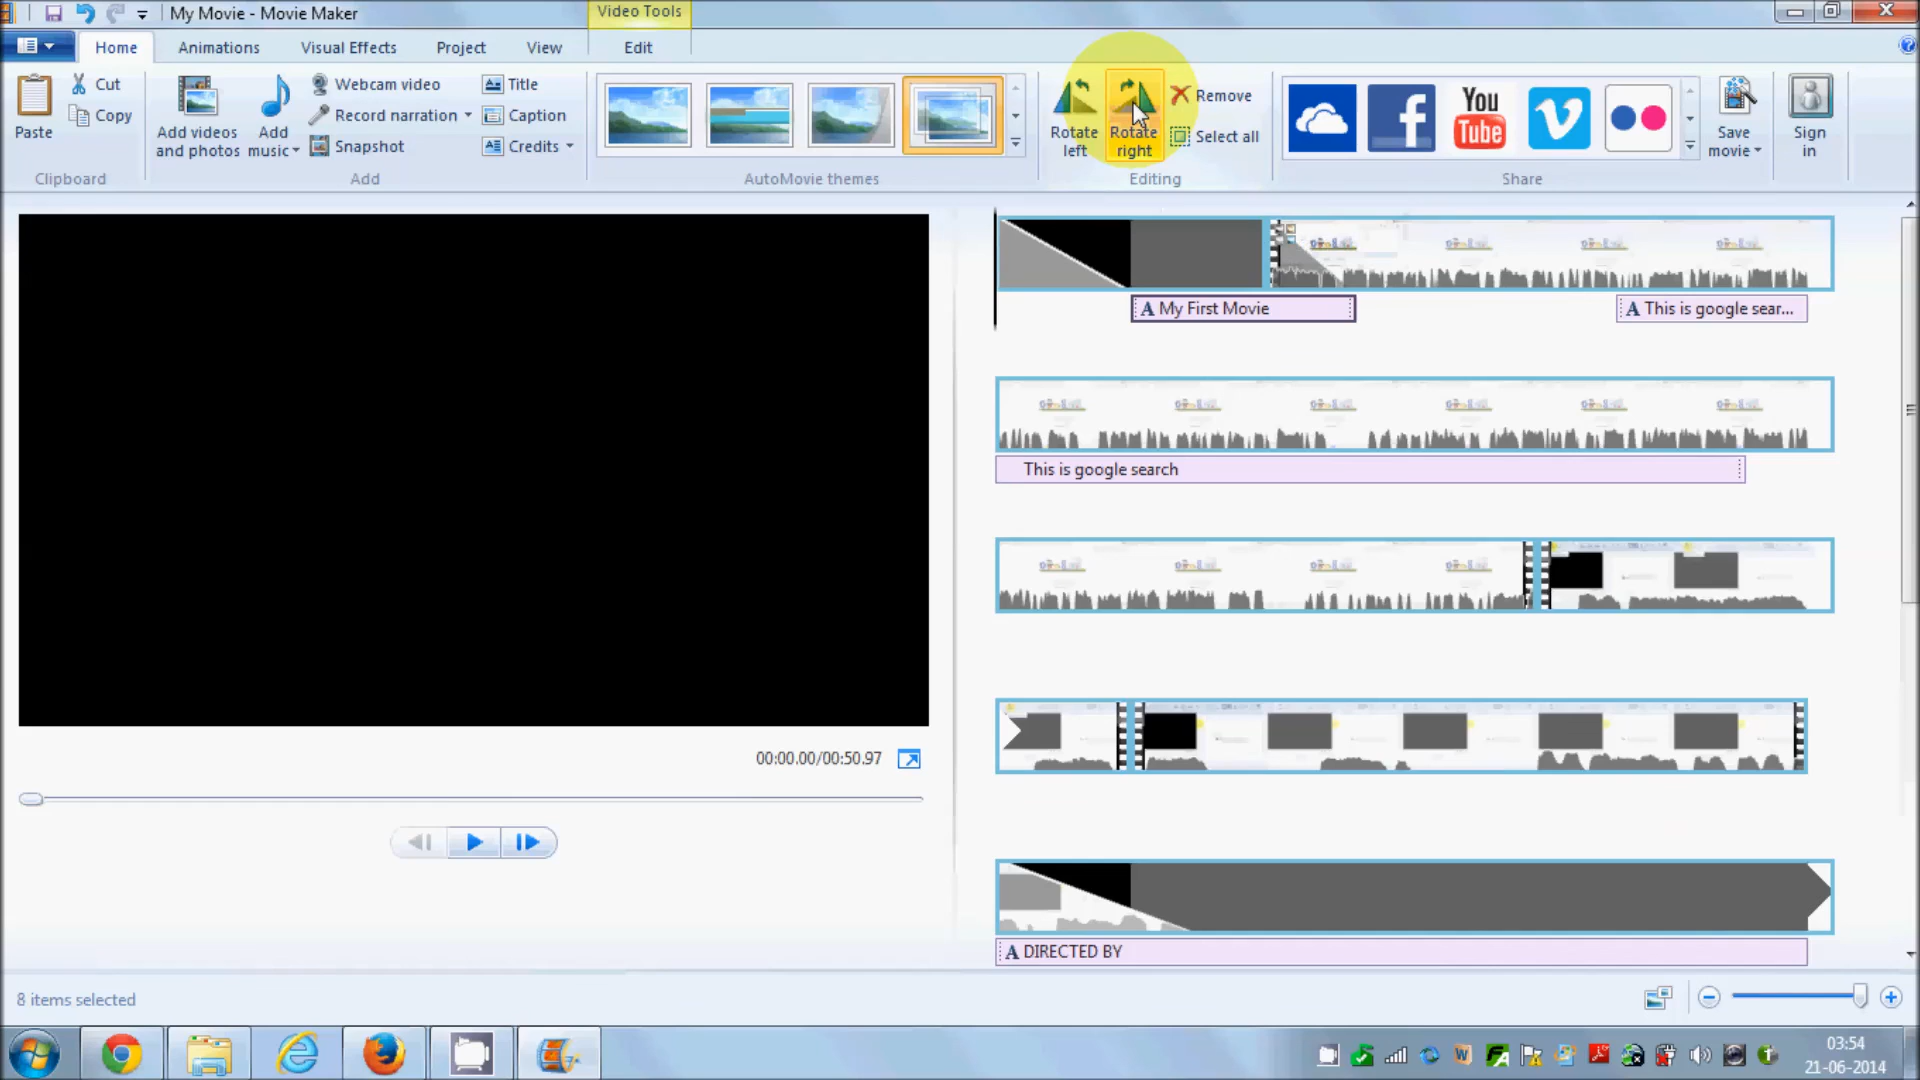 My Movie - Movie Maker
Video Tools
Home
Animations
Visual Effects
Project
View
Edit
Paste
Cut
Copy
Clipboard
Add videos
and photos
Add
music
Webcam video
Record narration
Snapshot
Title
Caption
Credits
Add
AutoMovie themes
Rotate
left
Rotate
right
Remove
Select all
Editing
You
Tube
Share
Save
movie
Sign
in
A My First Movie
A This is google sear...
This is google search
A DIRECTED BY
00:00.00/00:50.97
8 items selected
03:54
21-06-2014